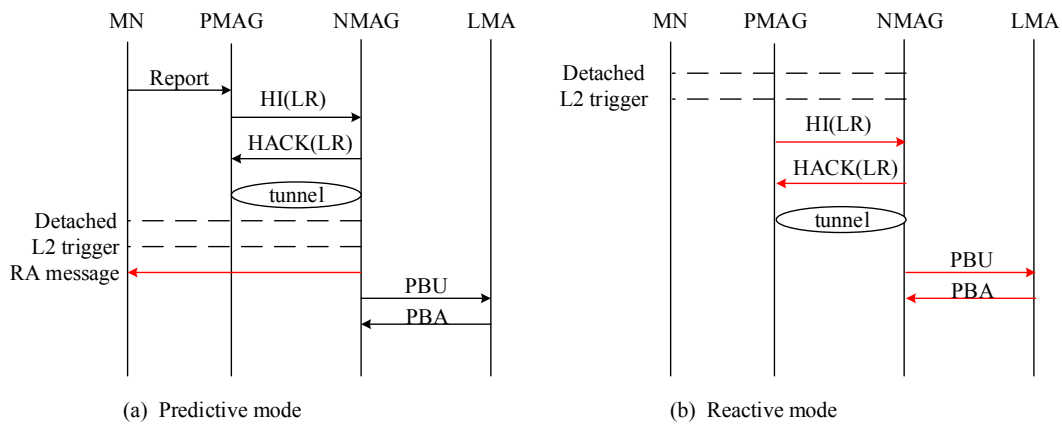 MN PMAG NMAG LMA
Report
HI(LR)
HACK(LR)
tunnel
Detached
L2 trigger
RA message
PBU
PBA
(a) Predictive mode
MN PMAG NMAG LMA
Detached
L2 trigger
HI(LR)
HACK(LR)
tunnel
PBU
PBA
(b) Reactive mode